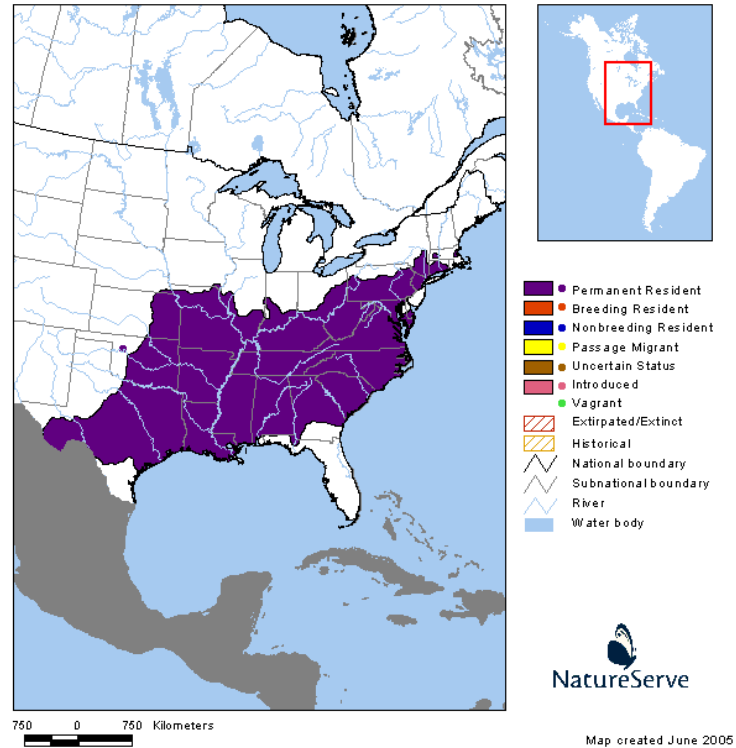 Permanent Resident
Breeding Resident
Nonbreeding Resident
Passage Migrant
Uncertain Status
Introduced
Vagrant
Extirpated/Extinct
Historical
National boundary
Subnational boundary
River
Water body
NatureServe
750 0 750 Kilometers
Map created June 2005